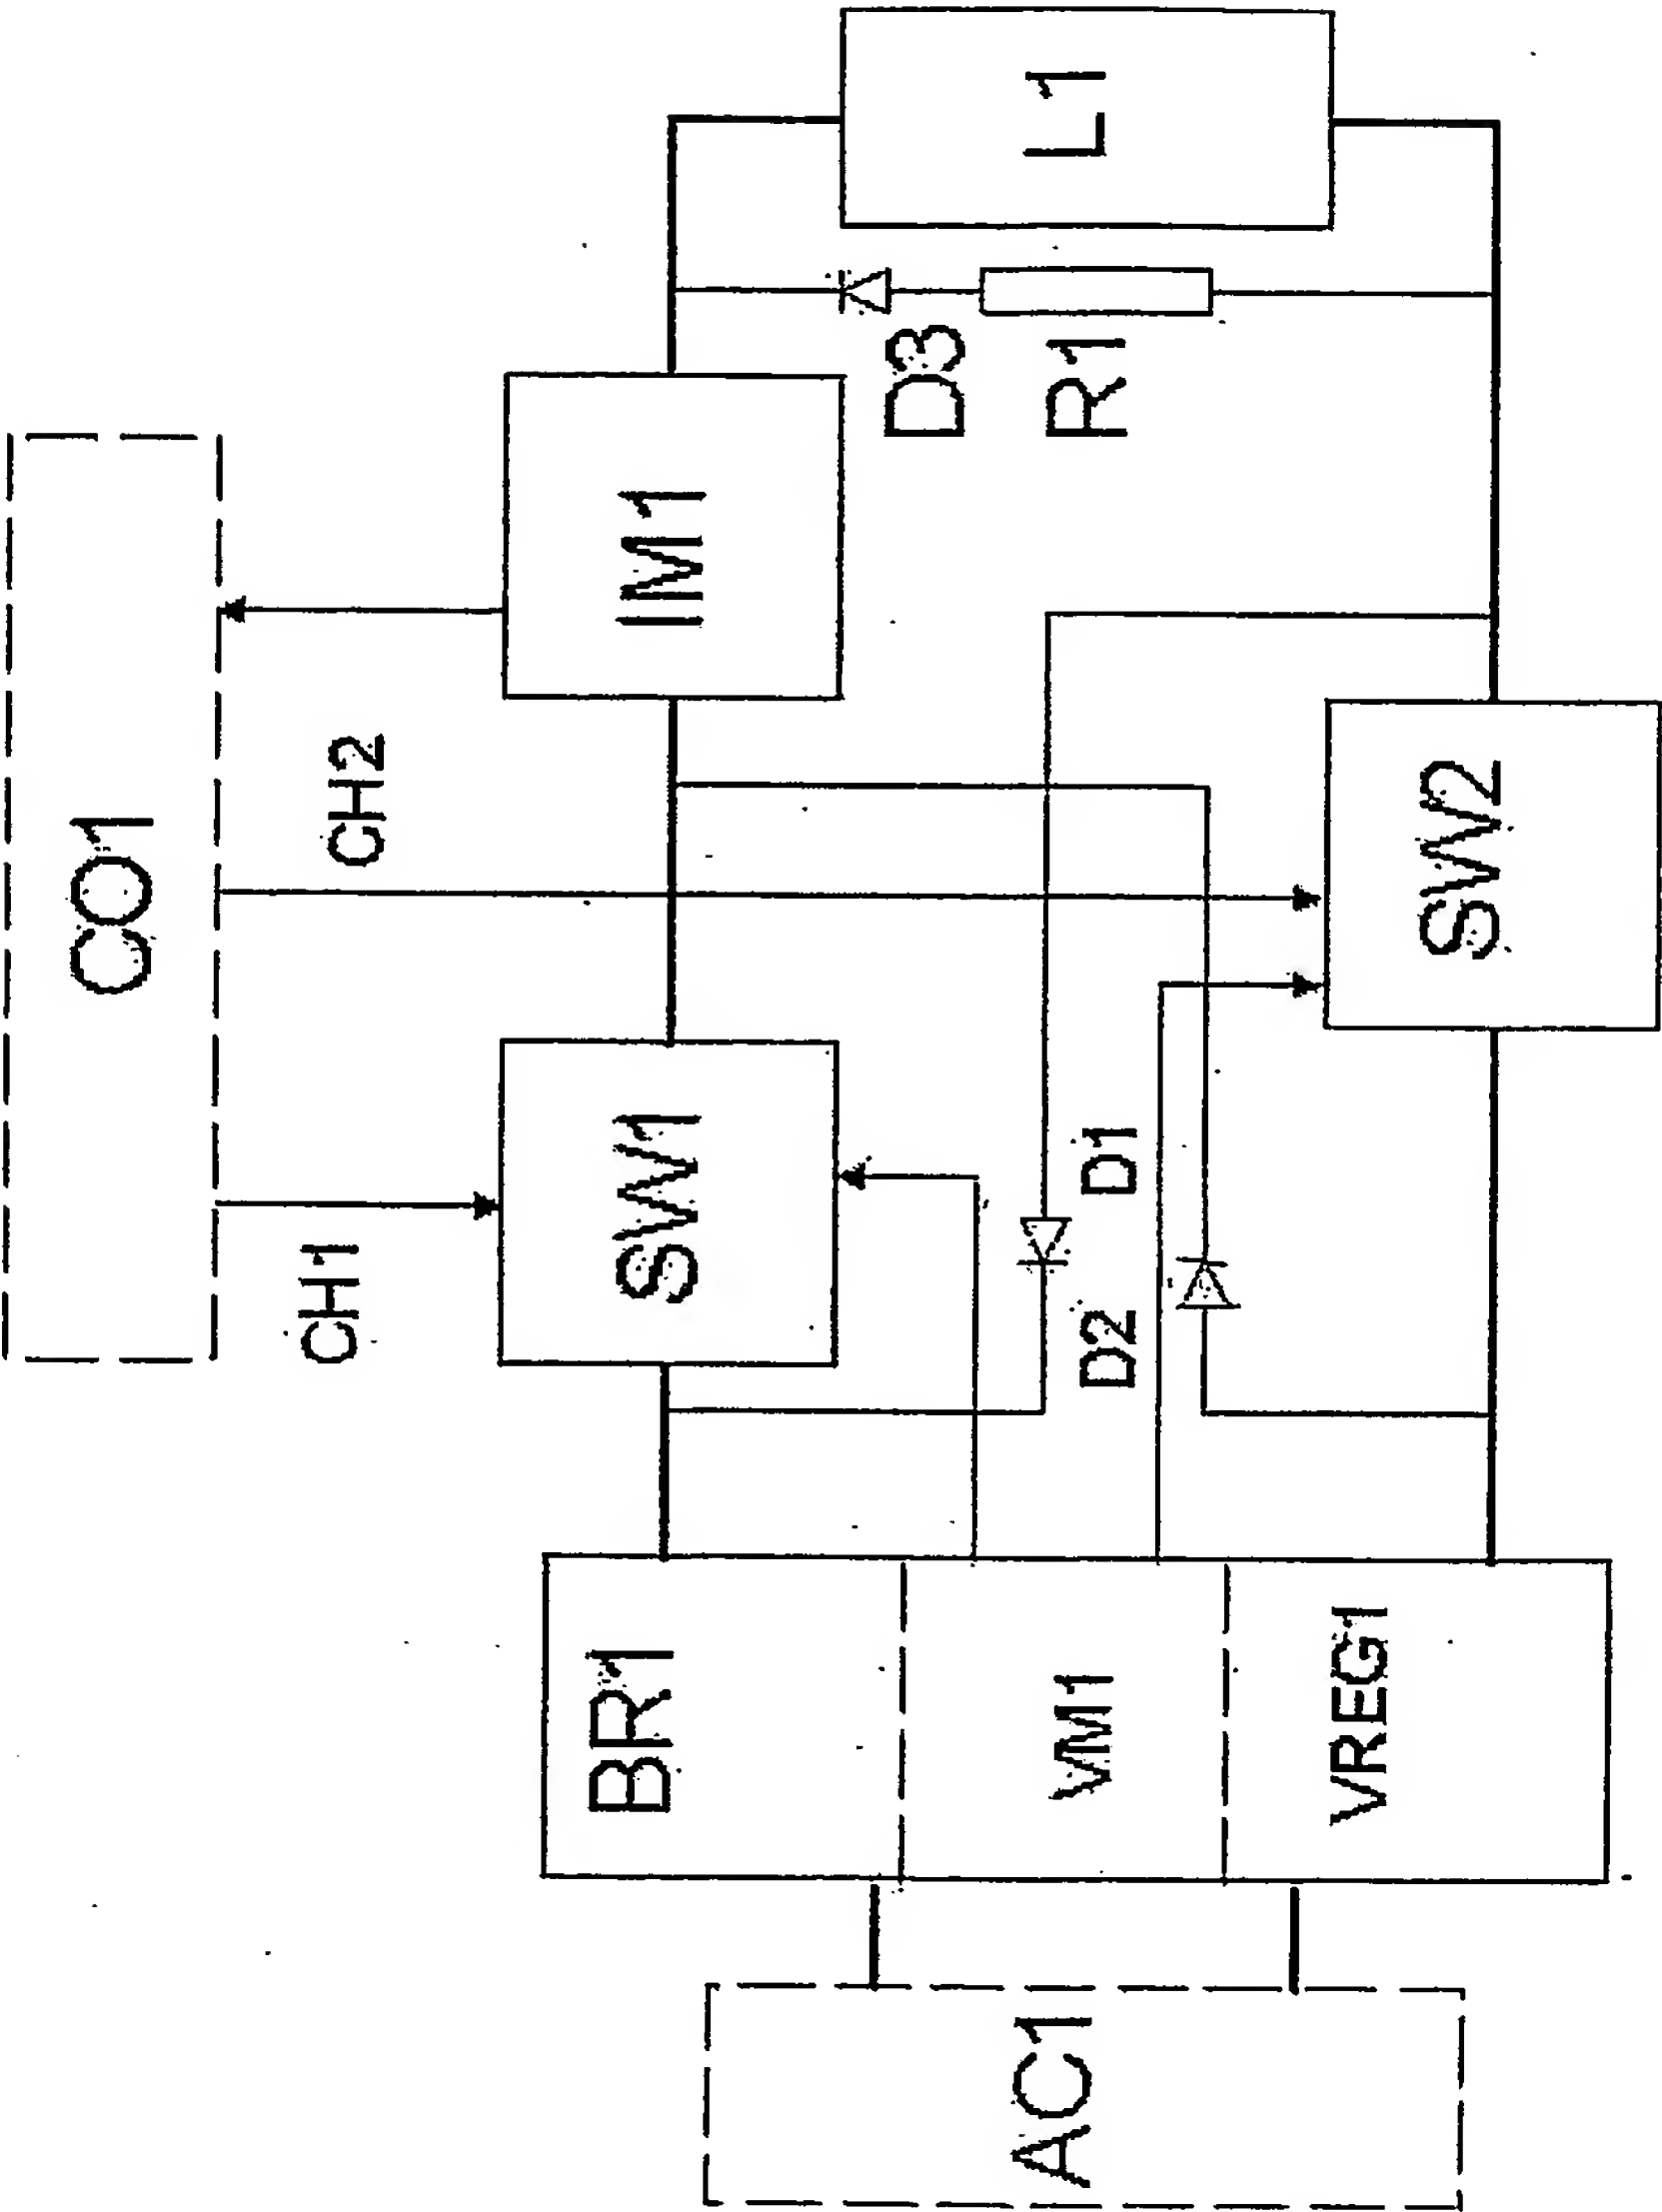 CO1
CH1
CH2
SW1
IM1
L1
D3
R1
D1
D2
SW2
BR1
VM1
VREG1
AC1